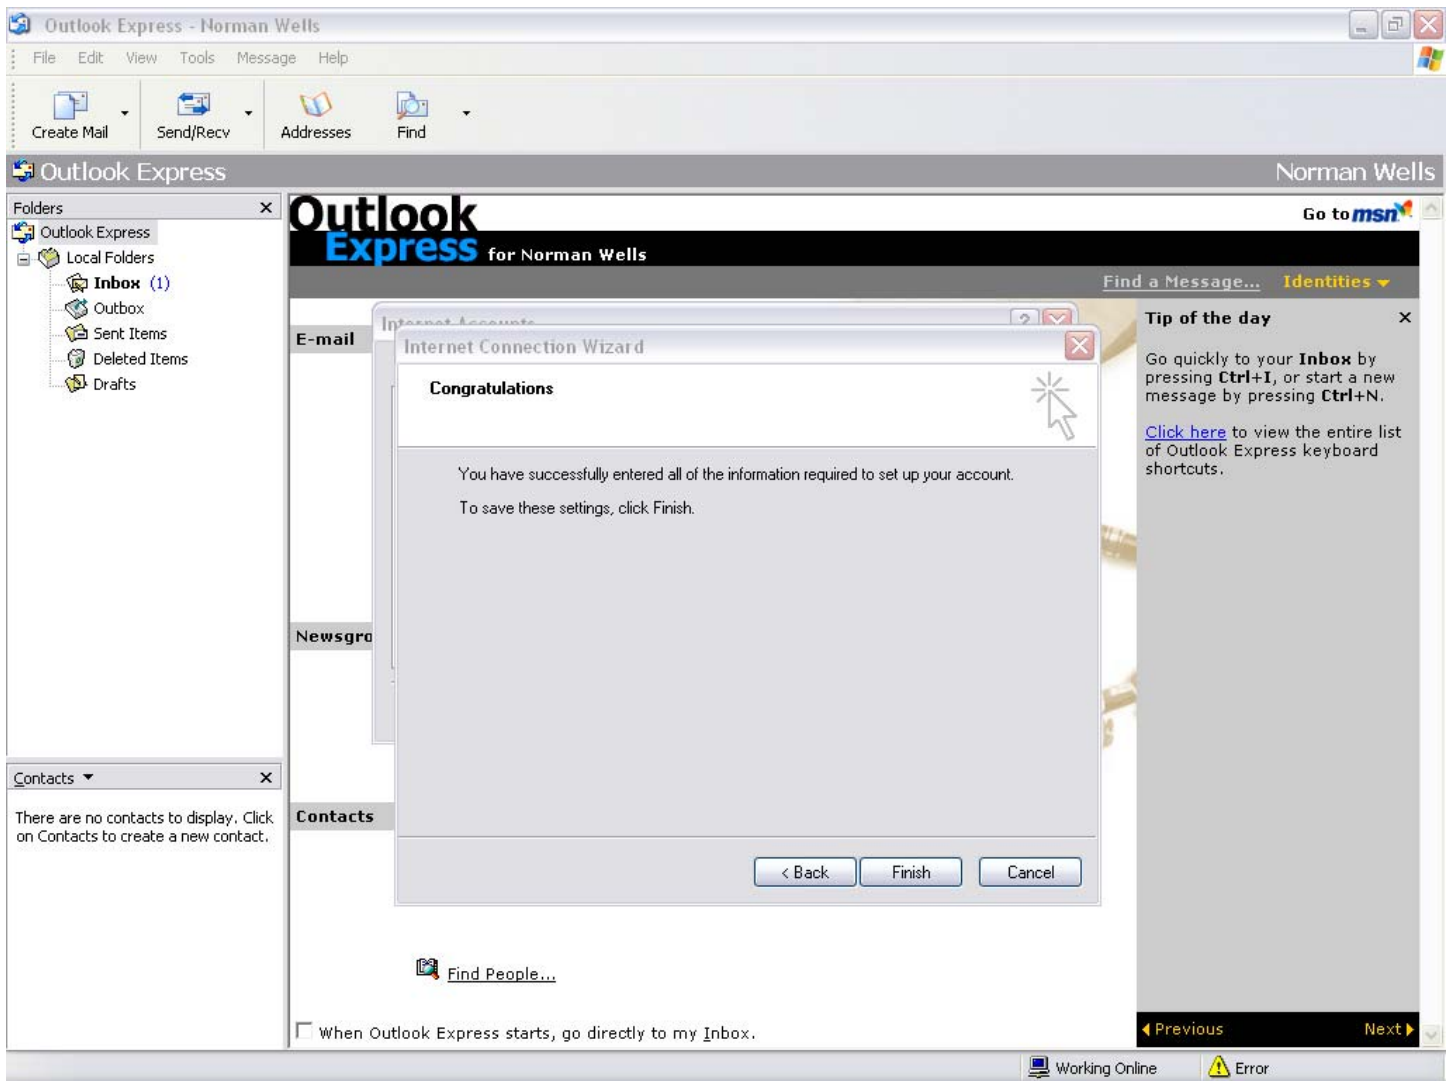 Outlook Express - Norman Wells
File Edit View Tools Message Help
Create Mail Send/Recv Addresses Find
Outlook Express Norman Wells
Folders
Outlook Express
Local Folders
Inbox (1)
Outbox
Sent Items
Deleted Items
Drafts
Contacts
There are no contacts to display. Click
on Contacts to create a new contact.
Outlook
Express for Norman Wells
Go to msn
Find a Message... Identities
E-mail
Newsgro
Contacts
Internet Accounts
Internet Connection Wizard
Congratulations
You have successfully entered all of the information required to set up your account.
To save these settings, click Finish.
< Back Finish Cancel
Find People...
When Outlook Express starts, go directly to my Inbox.
Tip of the day
Go quickly to your Inbox by
pressing Ctrl+I, or start a new
message by pressing Ctrl+N.
Click here to view the entire list
of Outlook Express keyboard
shortcuts.
Previous Next
Working Online Error